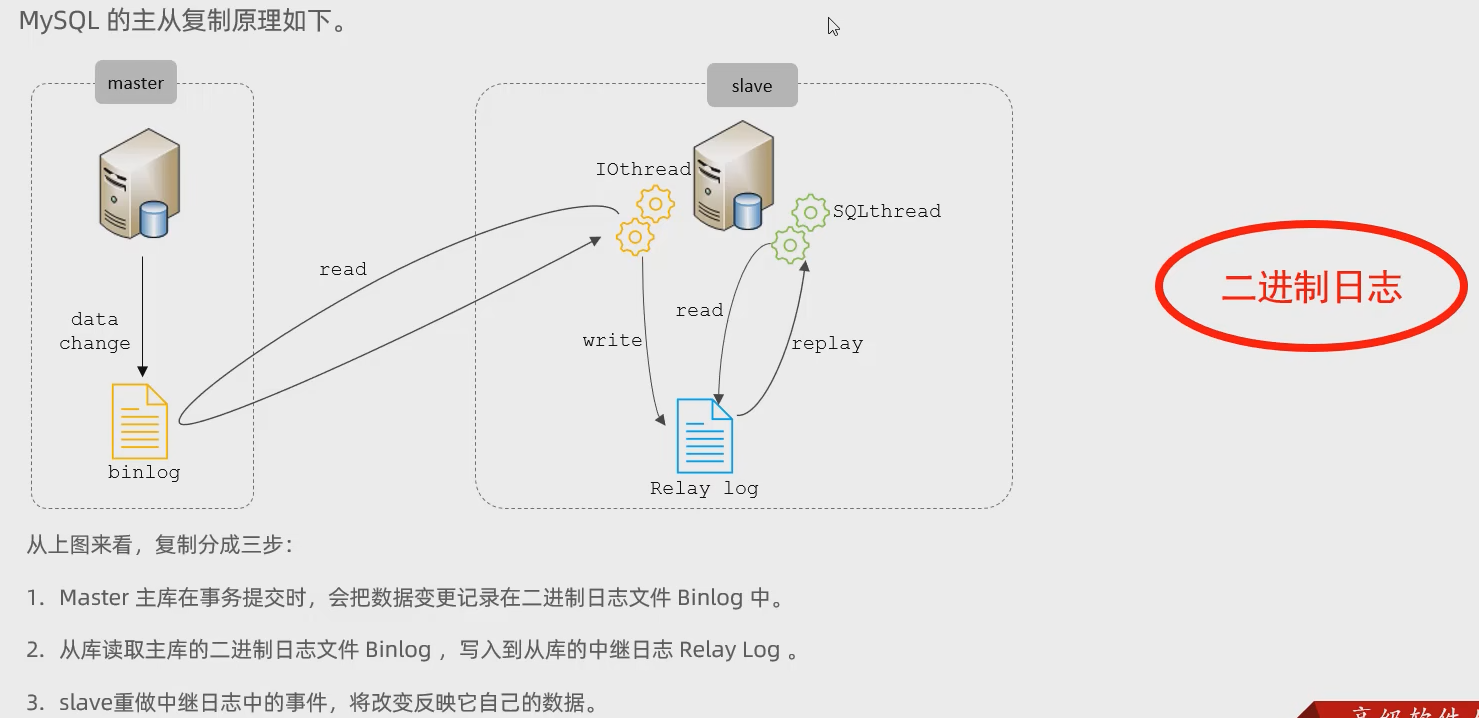 MySQL 的主从复制原理如下。
master
slave
IOthread
SQLthread
read
data
change
read
write
replay
binlog
Relay log
二进制日志
从上图来看，复制分成三步：
1. Master 主库在事务提交时，会把数据变更记录在二进制日志文件 Binlog 中。
2. 从库读取主库的二进制日志文件 Binlog ，写入到从库的中继日志 Relay Log 。
3. slave重做中继日志中的事件，将改变反映它自己的数据。
高级软件